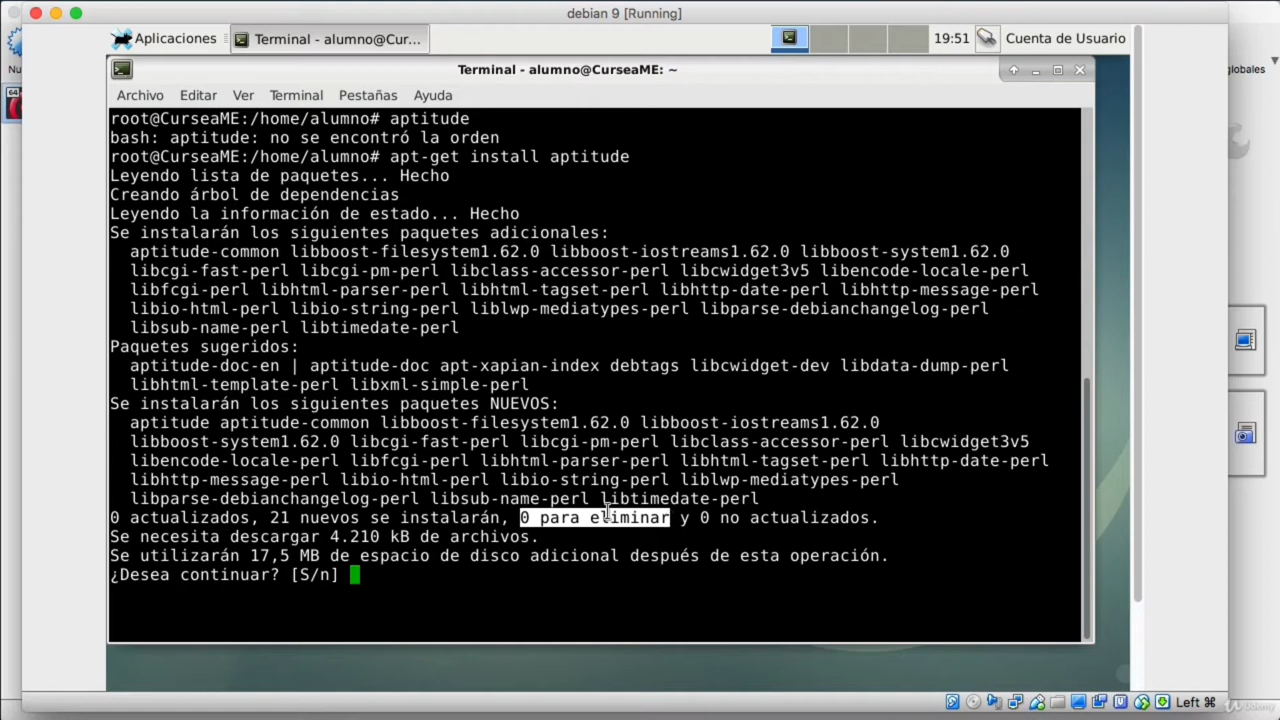 debian 9 [Running]
Aplicaciones
Terminal - alumno@Cur...
19:51
Cuenta de Usuario
Nu
globales
64
Terminal - alumno@CurseaME: ~
Archivo Editar Ver Terminal Pestañas Ayuda
root@CurseaME:/home/alumno# aptitude
bash: aptitude: no se encontró la orden
root@CurseaME:/home/alumno# apt-get install aptitude
Leyendo lista de paquetes... Hecho
Creando árbol de dependencias
Leyendo la información de estado... Hecho
Se instalarán los siguientes paquetes adicionales:
aptitude-common libboost-filesystem1.62.0 libboost-iostreams1.62.0 libboost-system1.62.0
libcgi-fast-perl libcgi-pm-perl libclass-accessor-perl libcwidget3v5 libencode-locale-perl
libfcgi-perl libhtml-parser-perl libhtml-tagset-perl libhttp-date-perl libhttp-message-perl
libio-html-perl libio-string-perl liblwp-mediatypes-perl libparse-debianchangelog-perl
libsub-name-perl libtimedate-perl
Paquetes sugeridos:
aptitude-doc-en | aptitude-doc apt-xapian-index debtags libcwidget-dev libdata-dump-perl
libhtml-template-perl libxml-simple-perl
Se instalarán los siguientes paquetes NUEVOS:
aptitude aptitude-common libboost-filesystem1.62.0 libboost-iostreams1.62.0
libboost-system1.62.0 libcgi-fast-perl libcgi-pm-perl libclass-accessor-perl libcwidget3v5
libencode-locale-perl libfcgi-perl libhtml-parser-perl libhtml-tagset-perl libhttp-date-perl
libhttp-message-perl libio-html-perl libio-string-perl liblwp-mediatypes-perl
libparse-debianchangelog-perl libsub-name-perl libtimedate-perl
0 actualizados, 21 nuevos se instalarán, 0 para eliminar y 0 no actualizados.
Se necesita descargar 4.210 kB de archivos.
Se utilizarán 17,5 MB de espacio de disco adicional después de esta operación.
¿Desea continuar? [S/n]
Left ⌘
Udemy